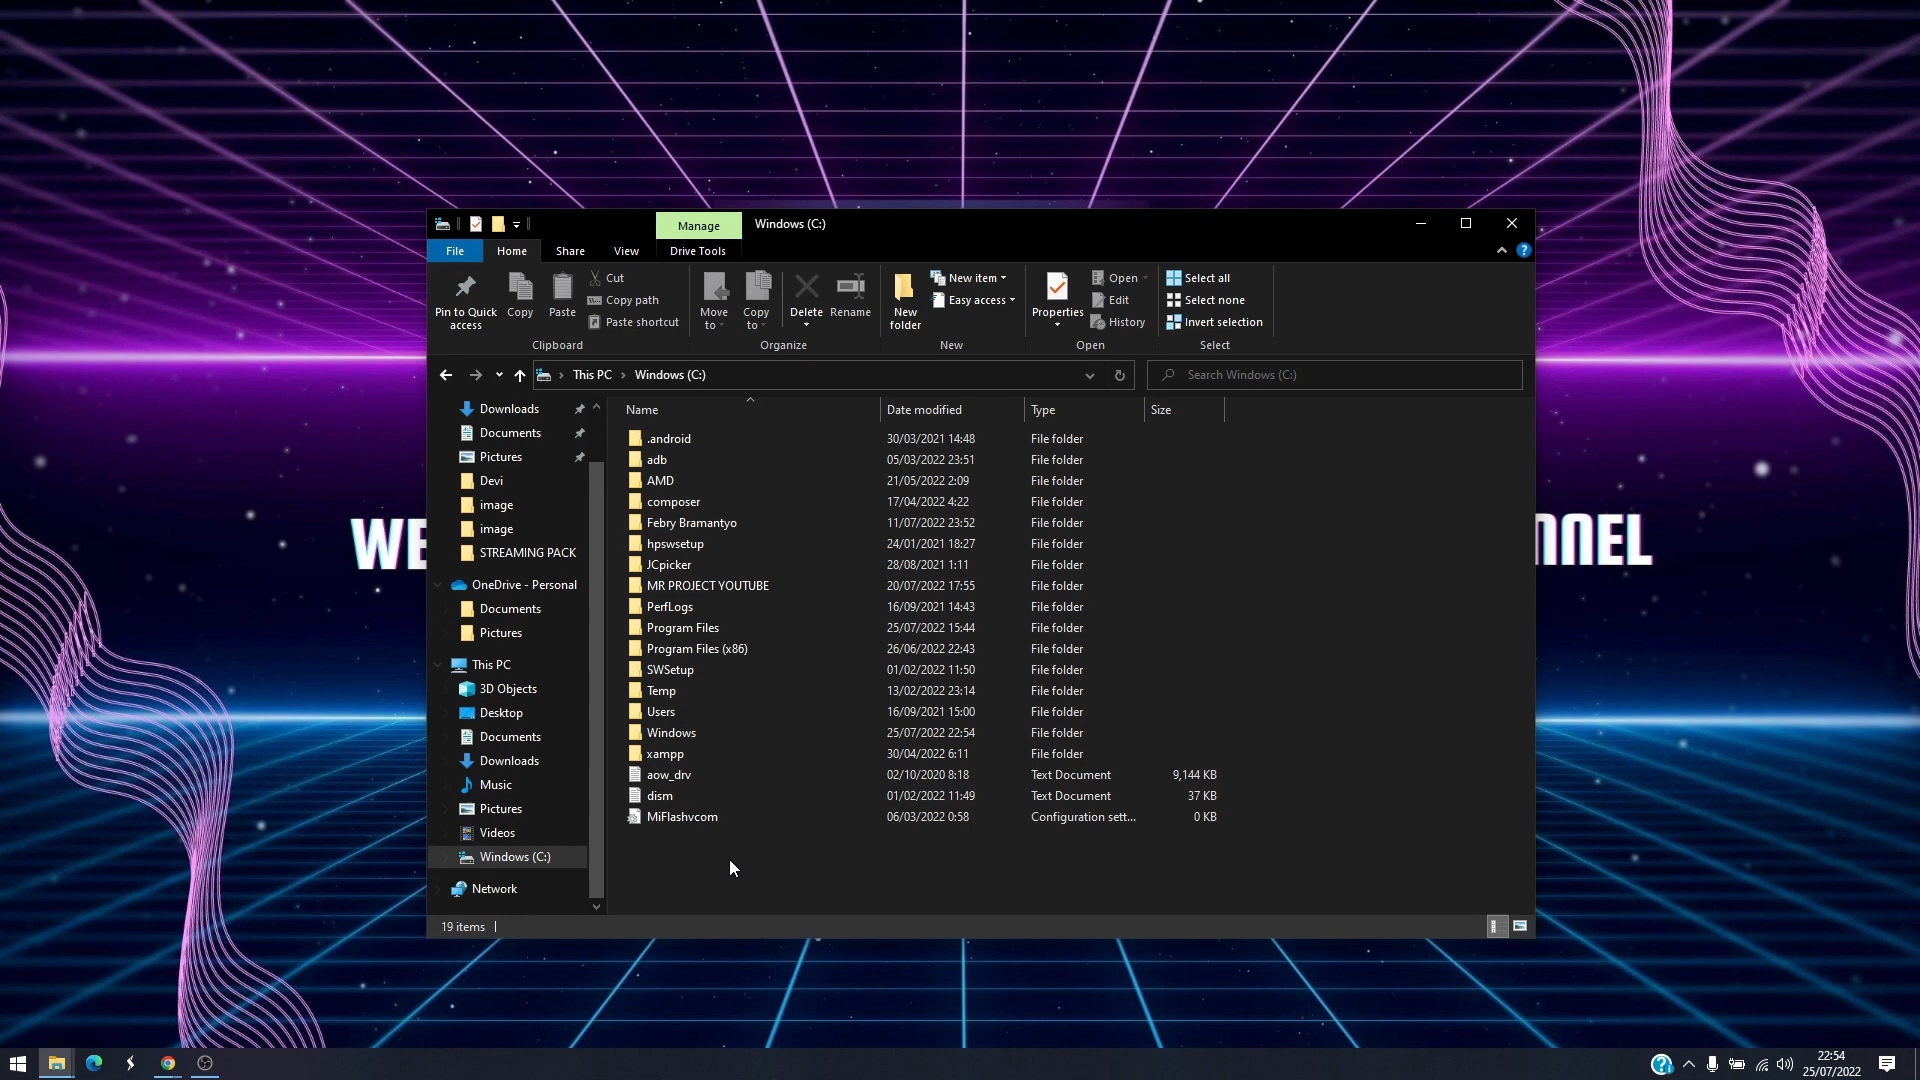 Manage
Windows (C:)
File
Home
Share
View
Drive Tools
Pin to Quick access
Copy
Paste
Cut
Copy path
Paste shortcut
Move to
Copy to
Delete
Rename
New folder
New item
Easy access
Properties
Open
Edit
History
Select all
Select none
Invert selection
Clipboard
Organize
New
Open
Select
This PC > Windows (C:)
Search Windows (C:)
Downloads
Documents
Pictures
Devi
image
image
STREAMING PACK
OneDrive - Personal
Documents
Pictures
This PC
3D Objects
Desktop
Documents
Downloads
Music
Pictures
Videos
Windows (C:)
Network
Name Date modified Type Size
.android 30/03/2021 14:48 File folder
adb 05/03/2022 23:51 File folder
AMD 21/05/2022 2:09 File folder
composer 17/04/2022 4:22 File folder
Febry Bramantyo 11/07/2022 23:52 File folder
hpswsetup 24/01/2021 18:27 File folder
JCpicker 28/08/2021 1:11 File folder
MR PROJECT YOUTUBE 20/07/2022 17:55 File folder
PerfLogs 16/09/2021 14:43 File folder
Program Files 25/07/2022 15:44 File folder
Program Files (x86) 26/06/2022 22:43 File folder
SWSetup 01/02/2022 11:50 File folder
Temp 13/02/2022 23:14 File folder
Users 16/09/2021 15:00 File folder
Windows 25/07/2022 22:54 File folder
xampp 30/04/2022 6:11 File folder
aow_drv 02/10/2020 8:18 Text Document 9,144 KB
dism 01/02/2022 11:49 Text Document 37 KB
MiFlashvcom 06/03/2022 0:58 Configuration sett... 0 KB
19 items
WE
NNEL
22:54
25/07/2022